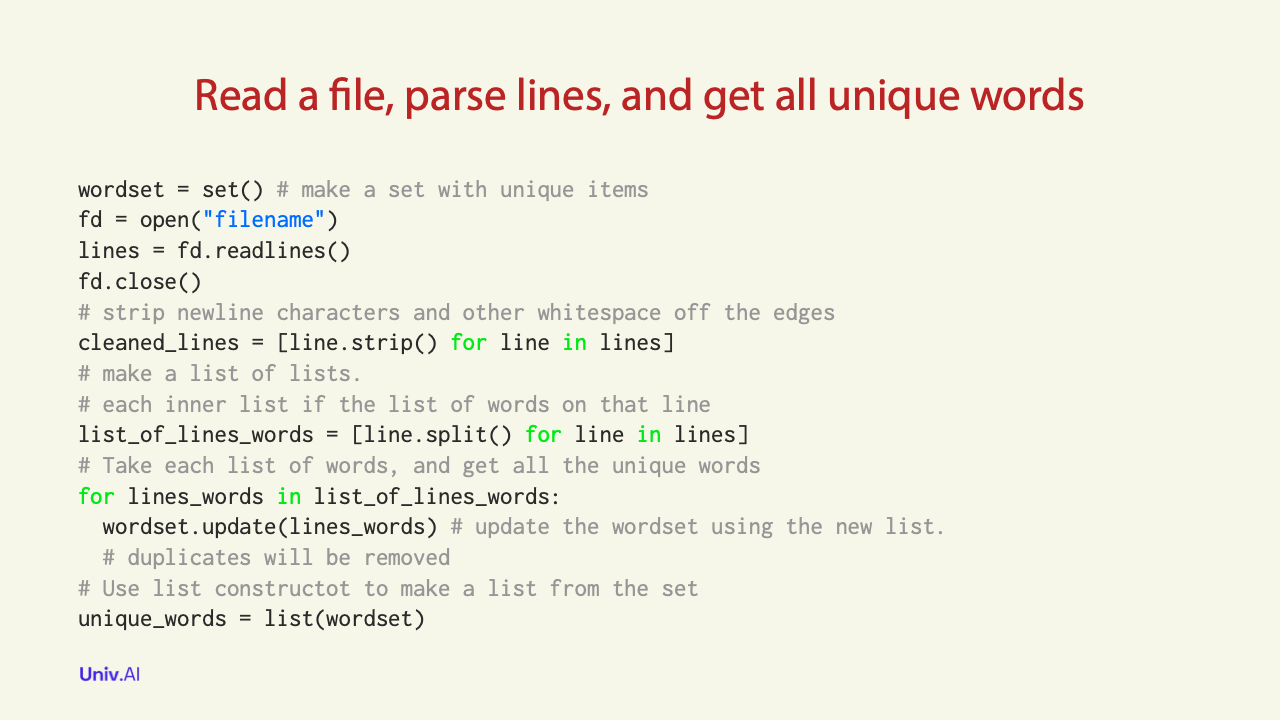 Read a file, parse lines, and get all unique words
wordset = set() # make a set with unique items
fd = open("filename")
lines = fd.readlines()
fd.close()
# strip newline characters and other whitespace off the edges
cleaned_lines = [line.strip() for line in lines]
# make a list of lists.
# each inner list if the list of words on that line
list_of_lines_words = [line.split() for line in lines]
# Take each list of words, and get all the unique words
for lines_words in list_of_lines_words:
  wordset.update(lines_words) # update the wordset using the new list.
  # duplicates will be removed
# Use list constructot to make a list from the set
unique_words = list(wordset)
Univ.AI